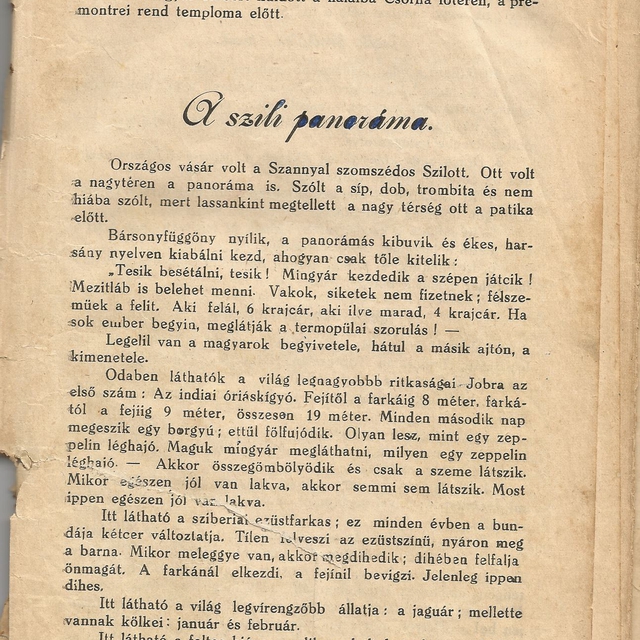 montrei rend temploma előtt.
A szili panoráma.
Országos vásár volt a Szannyal szomszédos Szilott. Ott volt
a nagytéren a panoráma is. Szólt a síp, dob, trombita és nem
hiába szólt, mert lassankint megtellett a nagy térség ott a patika
előtt.
Bársonyfüggöny nyílik, a panorámás kibuvik és ékes, har-
sány nyelven kiabálni kezd, ahogyan csak tőle kitelik :
„Tesik besétálni, tesik ! Mingyár kezdedik a szépen játcik !
Mezitláb is belehet menni. Vakok, siketek nem fizetnek ; félsze-
müek a felit. Aki felál, 6 krajcár, aki ilve marad, 4 krajcár. Ha
sok ember begyin, meglátják a termopülai szorulás ! —
Legelil van a magyarok begyivetele, hátul a másik ajtón, a
kimenetele.
Odaben láthatók a világ legnagyobbb ritkaságai Jobra az
első szám : Az indiai óriáskígyó. Fejítől a farkáig 8 méter, farká-
tól a fejiig 9 méter, összesen 19 méter. Minden második nap
megeszik egy borgyú ; ettül fölfujódik. Olyan lesz, mint egy zep-
pelin léghajó. Maguk mingyár megláthatni, milyen egy zeppelin
léghajó. — Akkor összegömbölyödik és csak a szeme látszik.
Mikor egészen jól van lakva, akkor semmi sem látszik. Most
ippen egészen jól van lakva.
Itt látható a sziberiai ezüstfarkas ; ez minden évben a bun-
dája kétcer változtatja. Tílen felveszi az ezüstszínü, nyáron meg
a barna. Mikor meleggye van, akkor megdihedik ; dihében felfalja
önmagát. A farkánál elkezdi, a fejínil bevígzi. Jelenleg ippen
dihes.
Itt látható a világ legvírengzőbb állatja : a jaguár ; mellette
vannak kölkei : január és február.